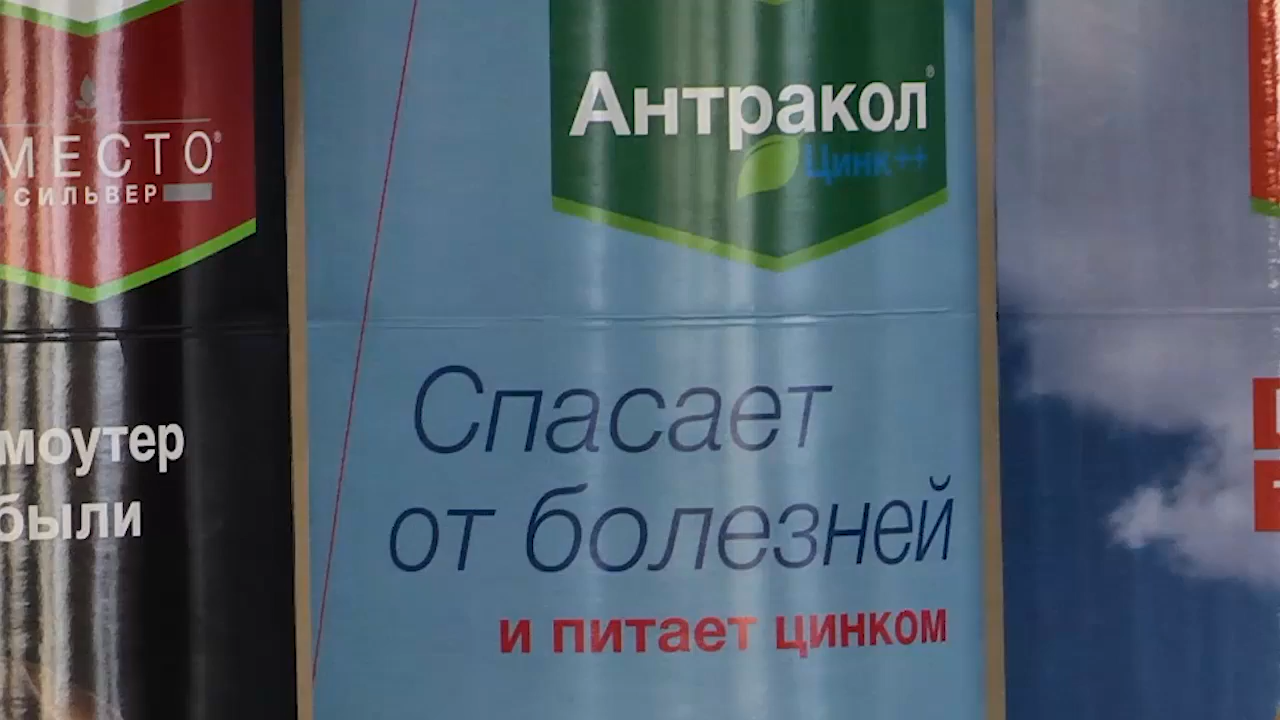 МЕСТО®
СИЛЬВЕР
моутер
были
Антракол®
Цинк++
Спасает
от болезней
и питает цинком